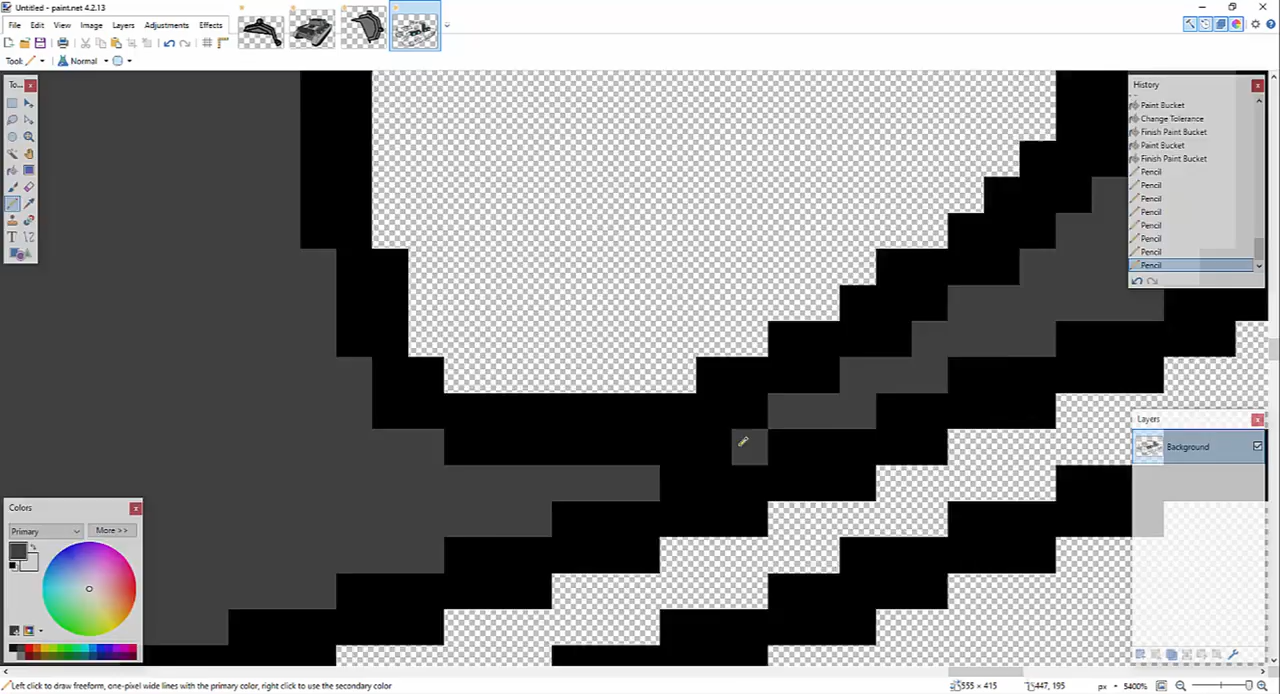 Untitled - paint.net 4.2.13
File Edit View Image Layers Adjustments Effects
Tool: Normal
To...
History
Paint Bucket
Change Tolerance
Finish Paint Bucket
Paint Bucket
Finish Paint Bucket
Pencil
Pencil
Pencil
Pencil
Pencil
Pencil
Pencil
Pencil
Layers
Background
Colors
Primary More >>
Left click to draw freeform, one-pixel wide lines with the primary color, right click to use the secondary color
555 × 415 447, 195 px 5400%